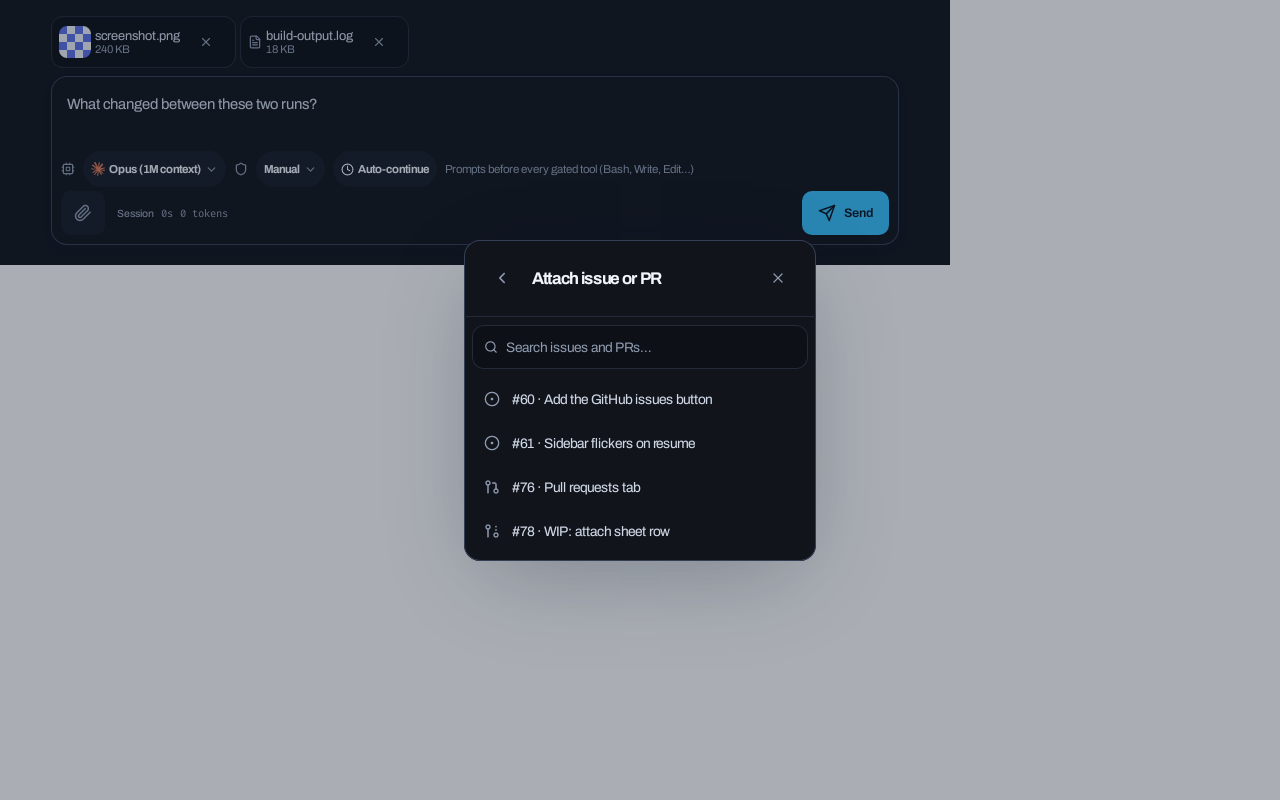 screenshot.png
240 KB
build-output.log
18 KB
What changed between these two runs?
Opus (1M context)
Manual
Auto-continue
Prompts before every gated tool (Bash, Write, Edit…)
Session 0s 0 tokens
Send
Attach issue or PR
Search issues and PRs…
#60 · Add the GitHub issues button
#61 · Sidebar flickers on resume
#76 · Pull requests tab
#78 · WIP: attach sheet row